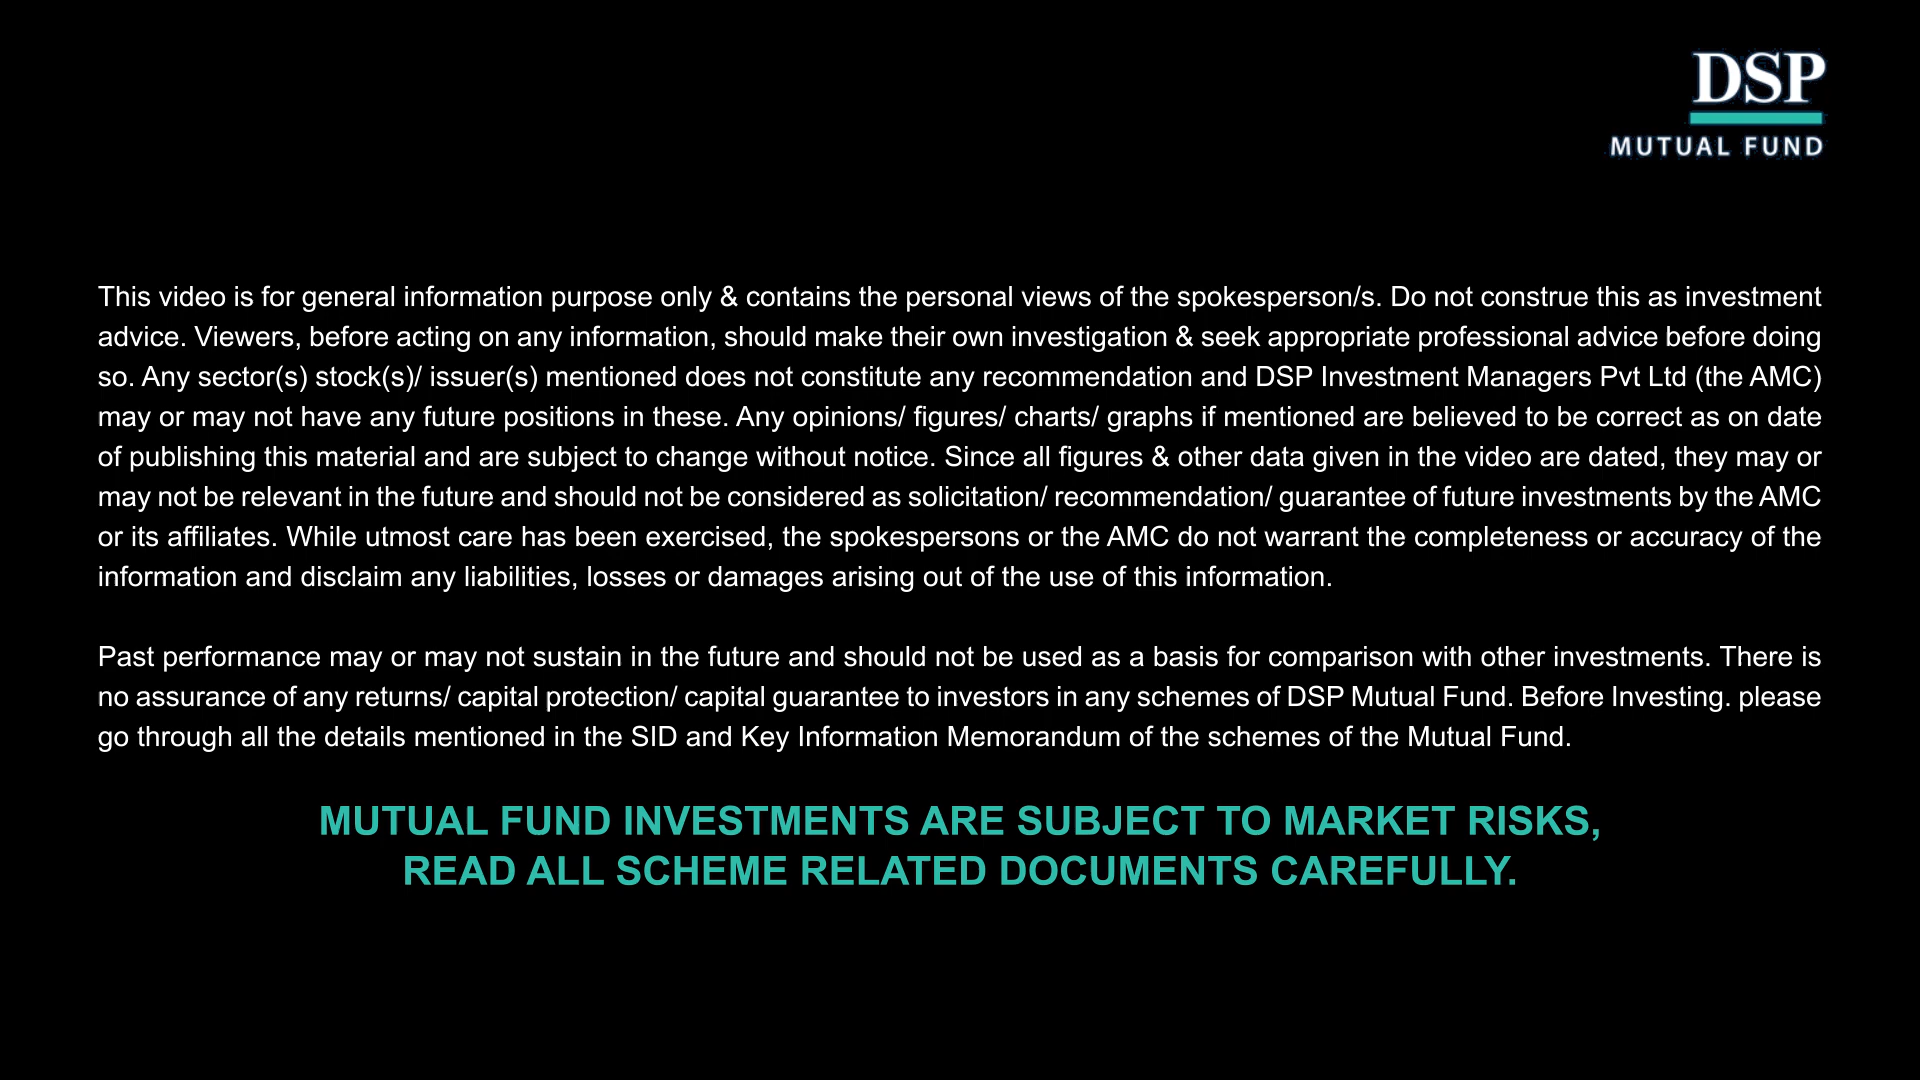 DSP
MUTUAL FUND
This video is for general information purpose only & contains the personal views of the spokesperson/s. Do not construe this as investment
advice. Viewers, before acting on any information, should make their own investigation & seek appropriate professional advice before doing
so. Any sector(s) stock(s)/ issuer(s) mentioned does not constitute any recommendation and DSP Investment Managers Pvt Ltd (the AMC)
may or may not have any future positions in these. Any opinions/ figures/ charts/ graphs if mentioned are believed to be correct as on date
of publishing this material and are subject to change without notice. Since all figures & other data given in the video are dated, they may or
may not be relevant in the future and should not be considered as solicitation/ recommendation/ guarantee of future investments by the AMC
or its affiliates. While utmost care has been exercised, the spokespersons or the AMC do not warrant the completeness or accuracy of the
information and disclaim any liabilities, losses or damages arising out of the use of this information.
Past performance may or may not sustain in the future and should not be used as a basis for comparison with other investments. There is
no assurance of any returns/ capital protection/ capital guarantee to investors in any schemes of DSP Mutual Fund. Before Investing. please
go through all the details mentioned in the SID and Key Information Memorandum of the schemes of the Mutual Fund.
MUTUAL FUND INVESTMENTS ARE SUBJECT TO MARKET RISKS,
READ ALL SCHEME RELATED DOCUMENTS CAREFULLY.